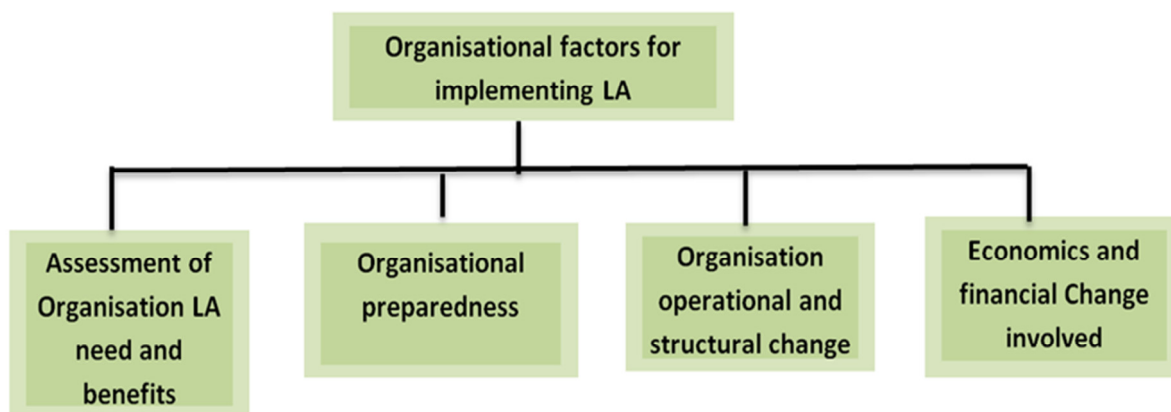 Organisational factors for
implementing LA
Assessment of
Organisation LA
need and
benefits
Organisational
preparedness
Organisation
operational and
structural change
Economics and
financial Change
involved